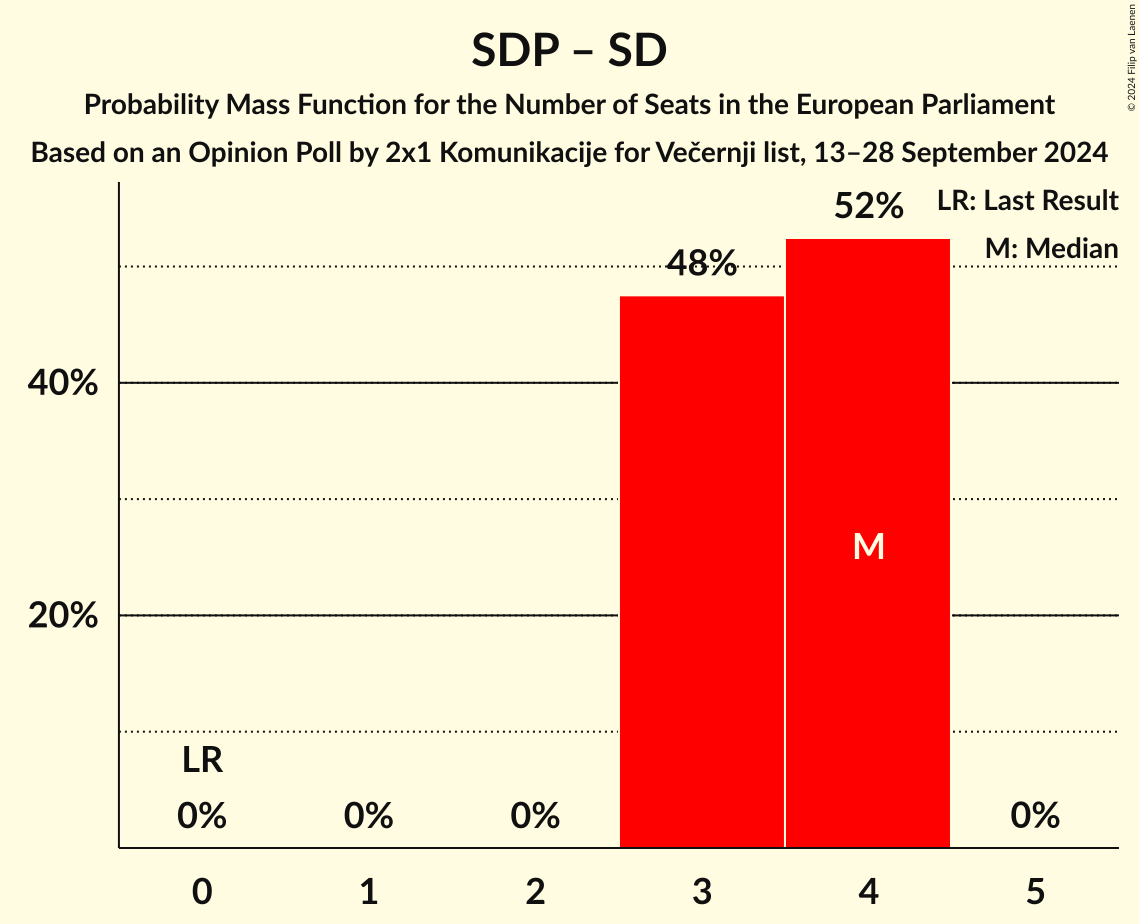 SDP – SD
Probability Mass Function for the Number of Seats in the European Parliament
Based on an Opinion Poll by 2x1 Komunikacije for Večernji list, 13–28 September 2024
© 2024 Filip van Laenen
LR: Last Result
M: Median
52%
48%
40%
20%
M
LR
0%
0%
0%
0%
0
1
2
3
4
5